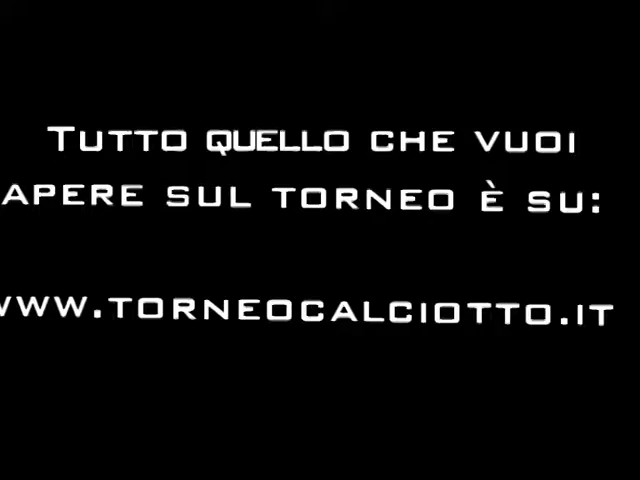 Tutto quello che vuoi
apere sul torneo è su:
www.torneocalciotto.it